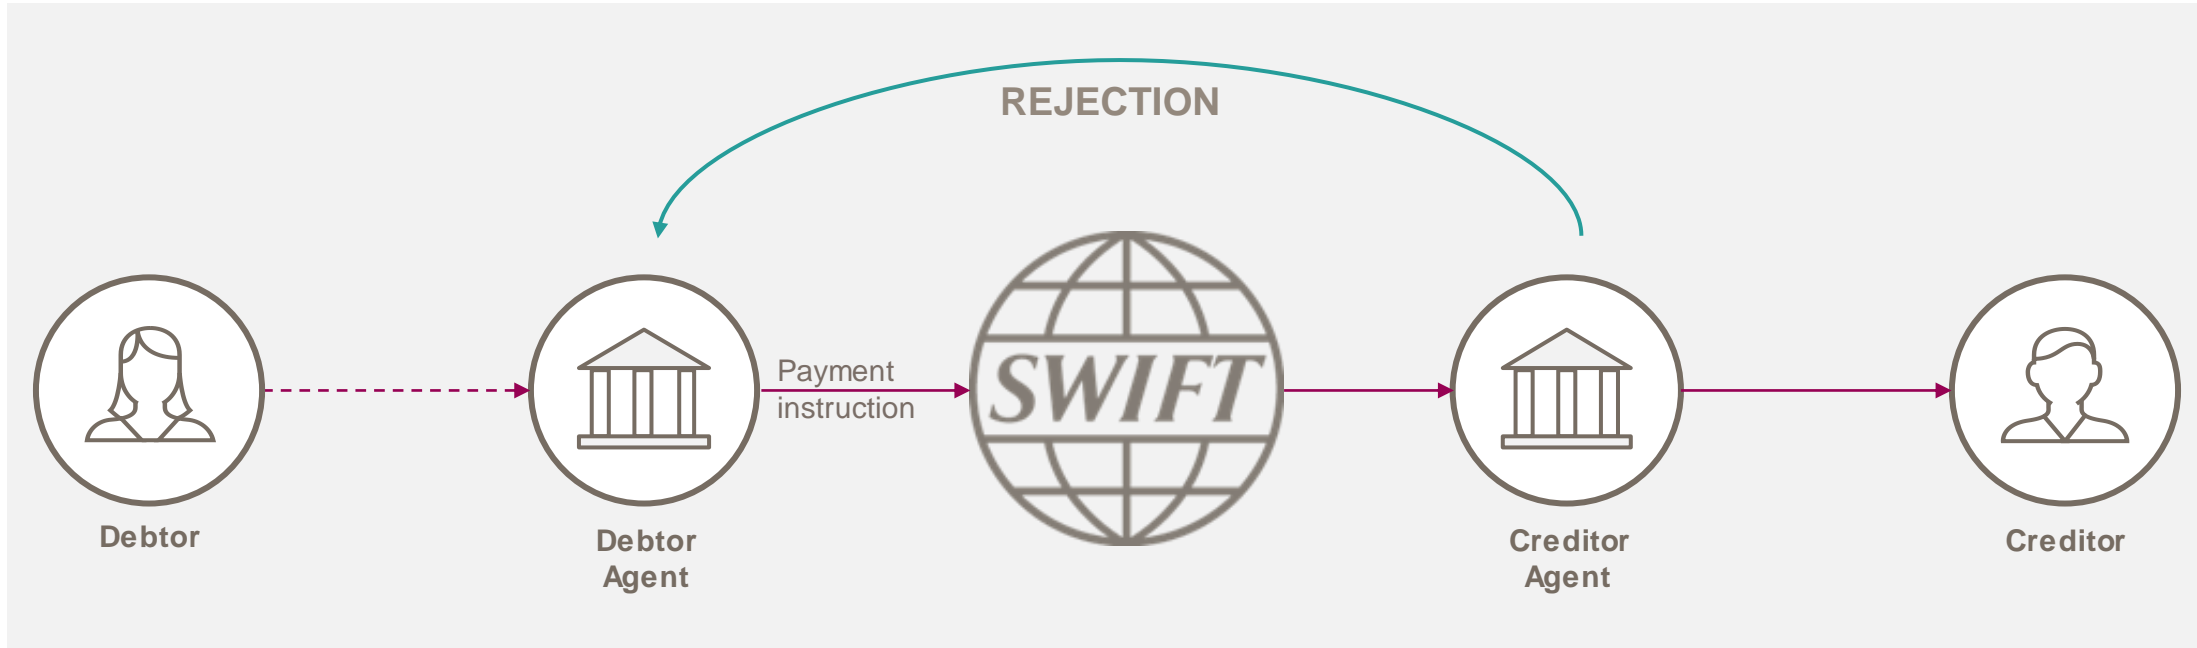 REJECTION
Payment
instruction
SWIFT
Debtor
Debtor
Agent
Creditor
Agent
Creditor